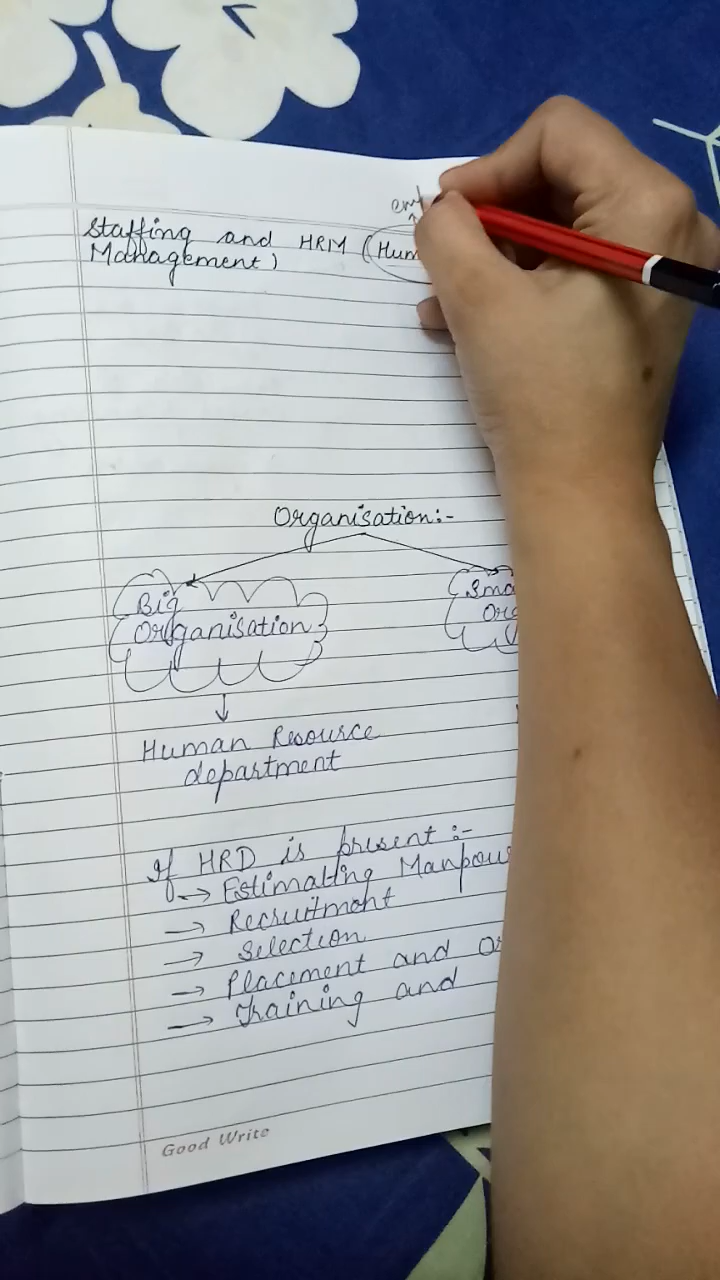 Staffing and HRM (Hum
Management)
Organisation:-
Big
Organisation
Human Resource
department
If HRD is present :-
→ Estimating
→ Recruitment
→ Selection
→ Placement and
→ Training and
Good Write